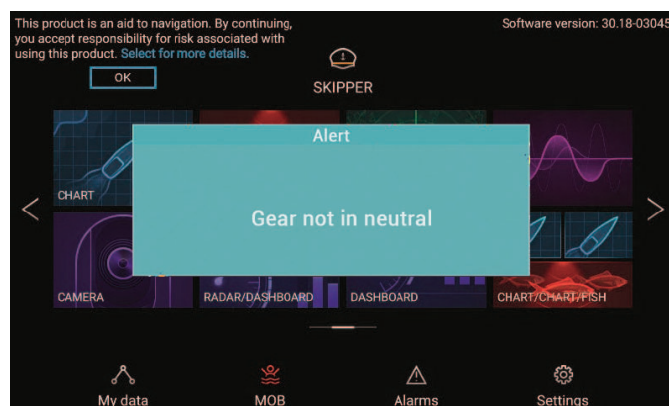 This product is an aid to navigation. By continuing,
you accept responsibility for risk associated with
using this product. Select for more details.
Software version: 30.18-03045
OK
SKIPPER
Alert
Gear not in neutral
CHART
CAMERA
RADAR/DASHBOARD
DASHBOARD
CHART/CHART/FISH
My data
MOB
Alarms
Settings